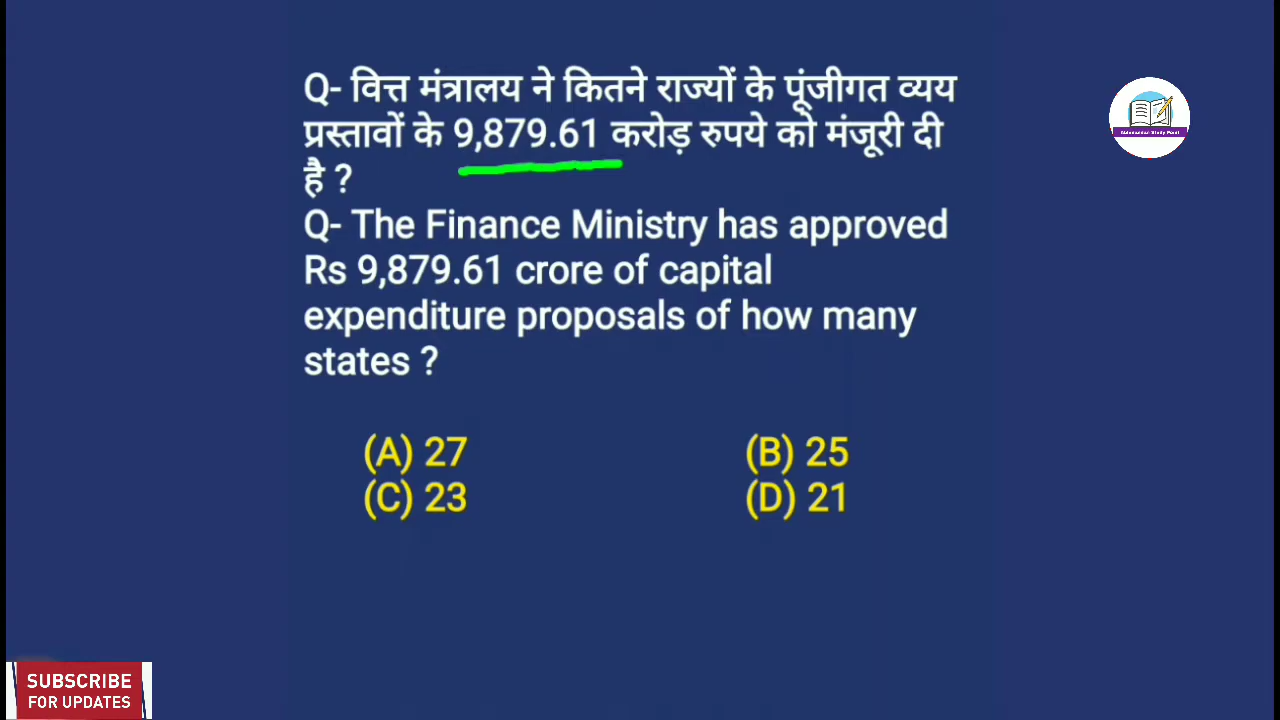 Q- वित्त मंत्रालय ने कितने राज्यों के पूंजीगत व्यय
प्रस्तावों के 9,879.61 करोड़ रुपये को मंजूरी दी
है ?
Q- The Finance Ministry has approved
Rs 9,879.61 crore of capital
expenditure proposals of how many
states ?
(A) 27 (B) 25
(C) 23 (D) 21
SUBSCRIBE
FOR UPDATES